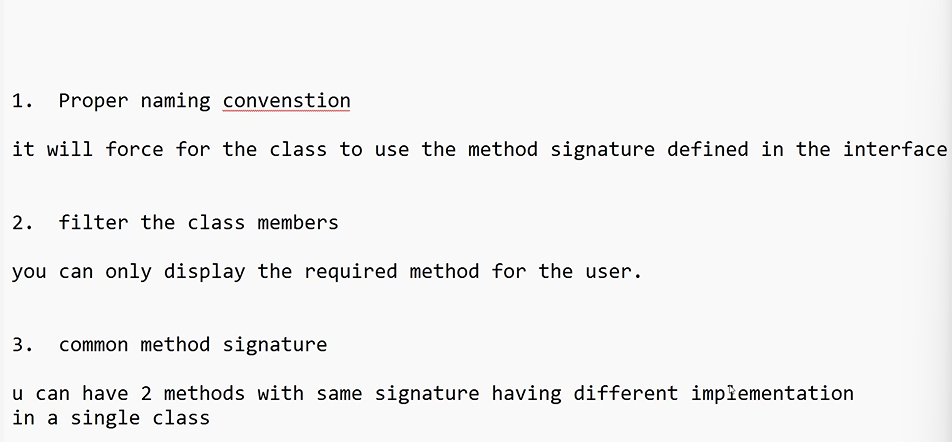 1.  Proper naming convenstion
it will force for the class to use the method signature defined in the interface
2.  filter the class members
you can only display the required method for the user.
3.  common method signature
u can have 2 methods with same signature having different implementation
in a single class